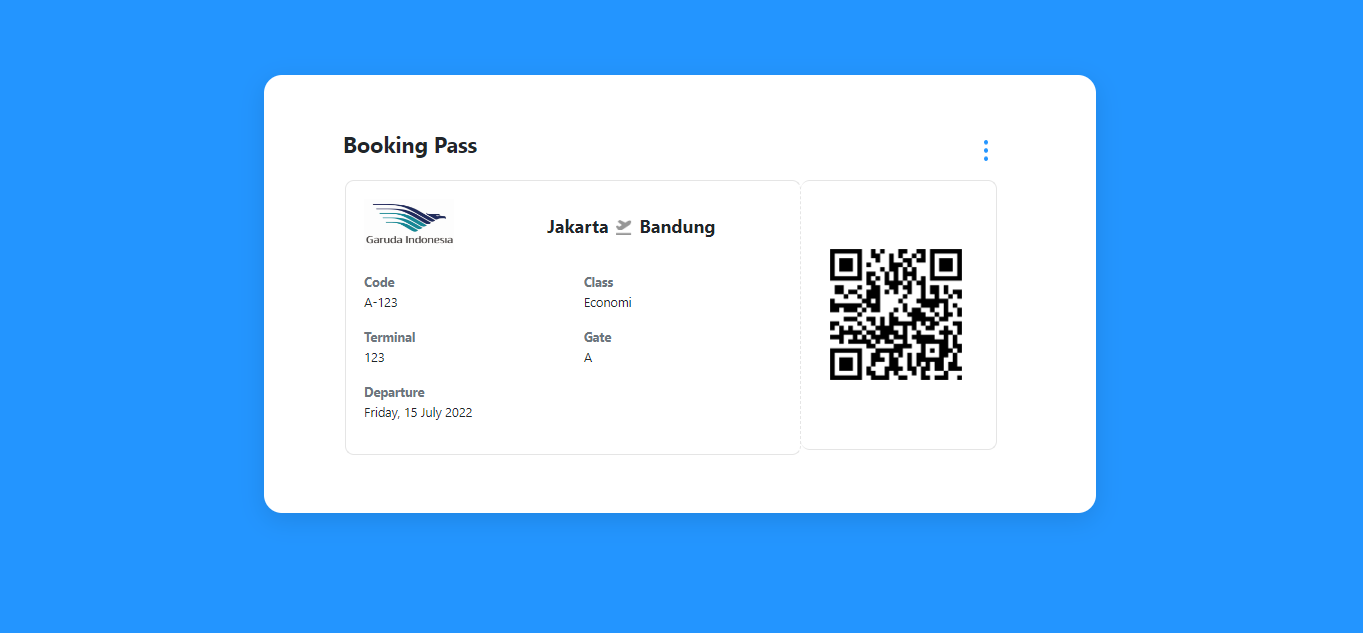 Booking Pass
Garuda Indonesia
Jakarta Bandung
Code
A-123
Class
Economi
Terminal
123
Gate
A
Departure
Friday, 15 July 2022